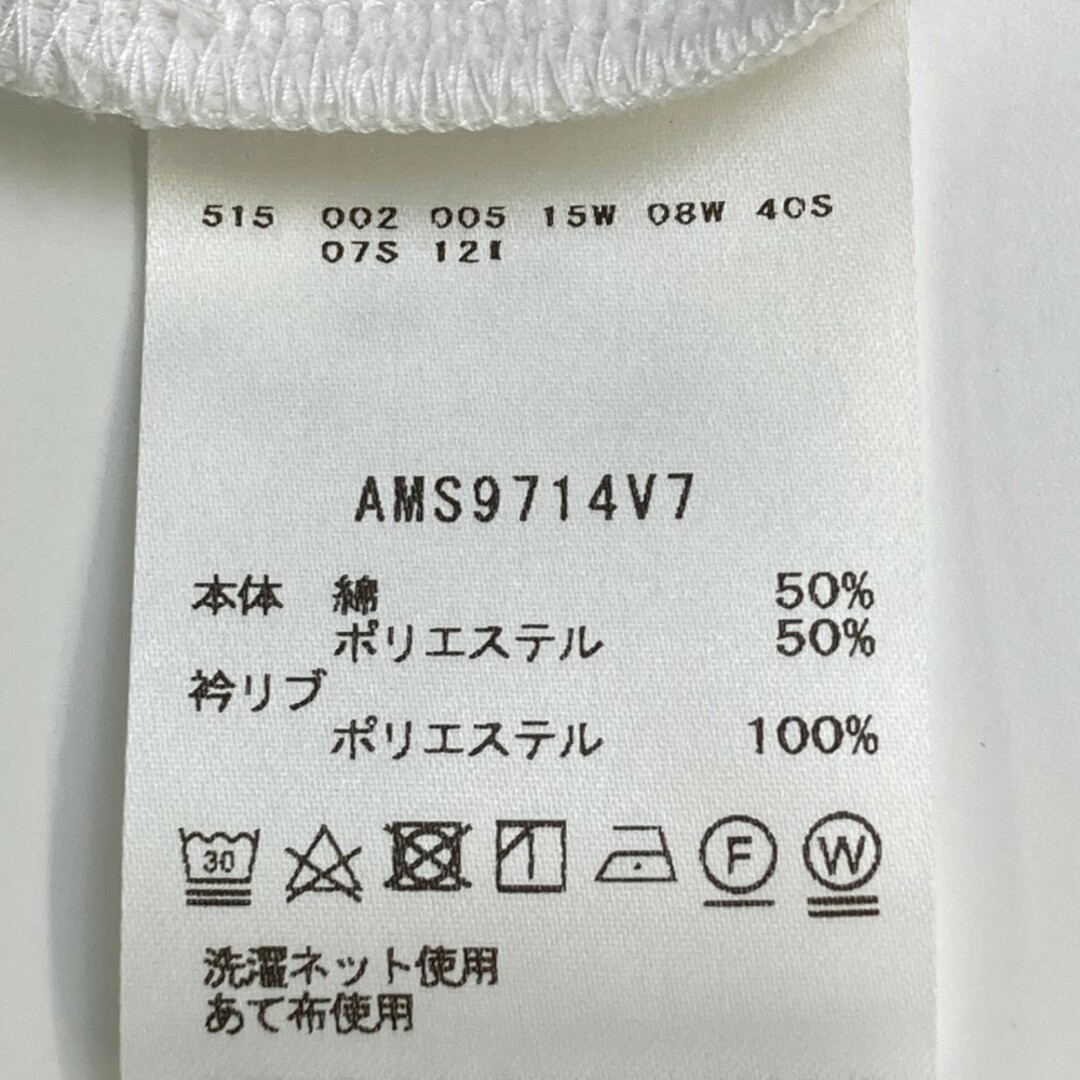 515 002 005 15W 08W 40S
07S 12I
AMS9714V7
本体 綿 50%
ポリエステル 50%
衿リブ
ポリエステル 100%
30 F W
洗濯ネット使用
あて布使用